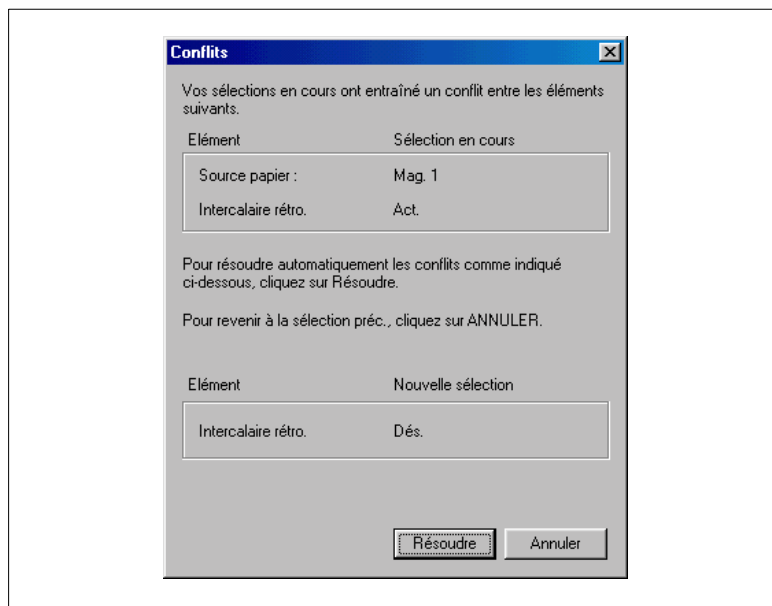 Conflits
Vos sélections en cours ont entraîné un conflit entre les éléments
suivants.
Elément Sélection en cours
Source papier : Mag. 1
Intercalaire rétro. Act.
Pour résoudre automatiquement les conflits comme indiqué
ci-dessous, cliquez sur Résoudre.
Pour revenir à la sélection préc., cliquez sur ANNULER.
Elément Nouvelle sélection
Intercalaire rétro. Dés.
Résoudre Annuler